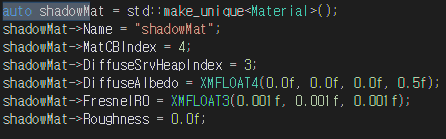 auto shadowMat = std::make_unique<Material>();
shadowMat->Name = "shadowMat";
shadowMat->MatCBIndex = 4;
shadowMat->DiffuseSrvHeapIndex = 3;
shadowMat->DiffuseAlbedo = XMFLOAT4(0.0f, 0.0f, 0.0f, 0.5f);
shadowMat->FresnelR0 = XMFLOAT3(0.001f, 0.001f, 0.001f);
shadowMat->Roughness = 0.0f;